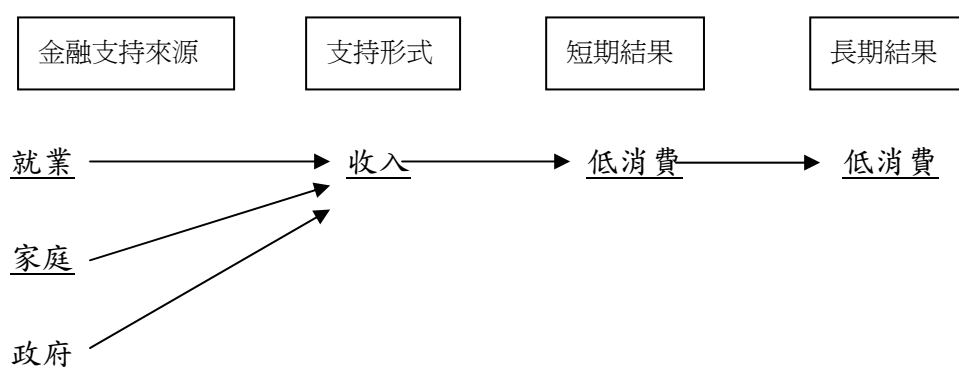 金融支持來源 支持形式 短期結果 長期結果
就業 收入 低消費 低消費
家庭
政府